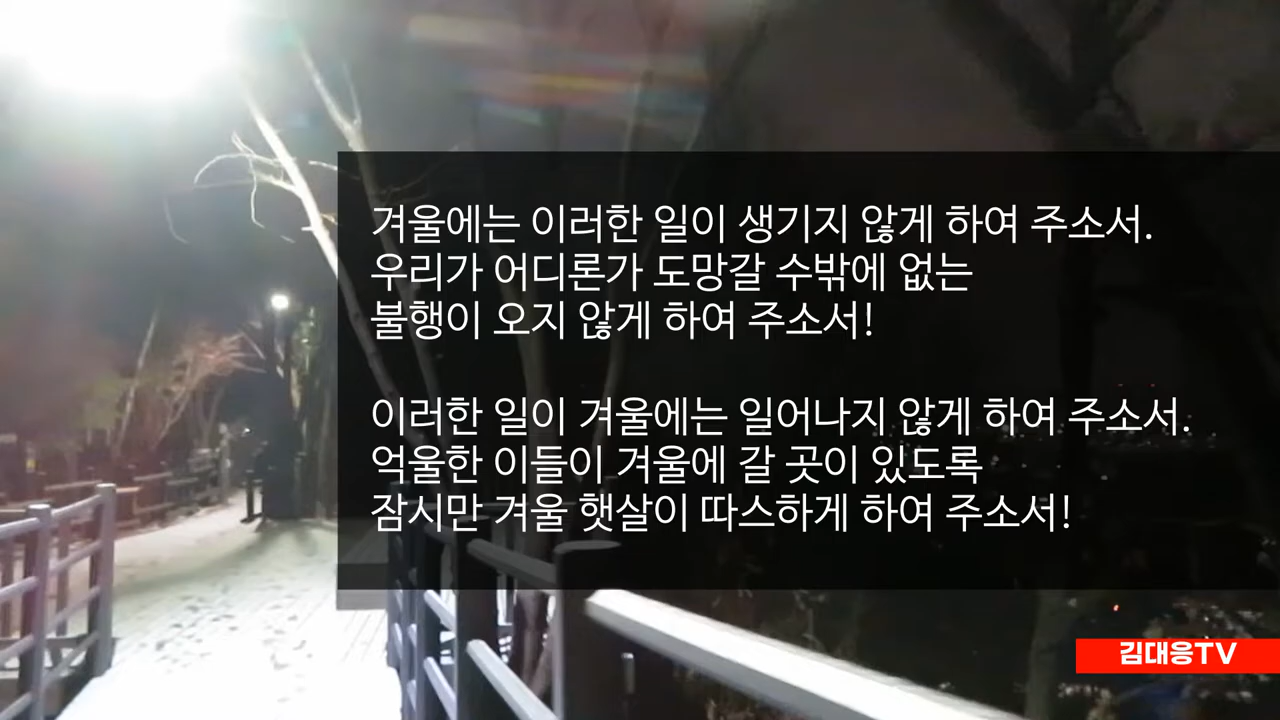 겨울에는 이러한 일이 생기지 않게 하여 주소서.
우리가 어디론가 도망갈 수밖에 없는
불행이 오지 않게 하여 주소서!
이러한 일이 겨울에는 일어나지 않게 하여 주소서.
억울한 이들이 겨울에 갈 곳이 있도록
잠시만 겨울 햇살이 따스하게 하여 주소서!
김대응TV